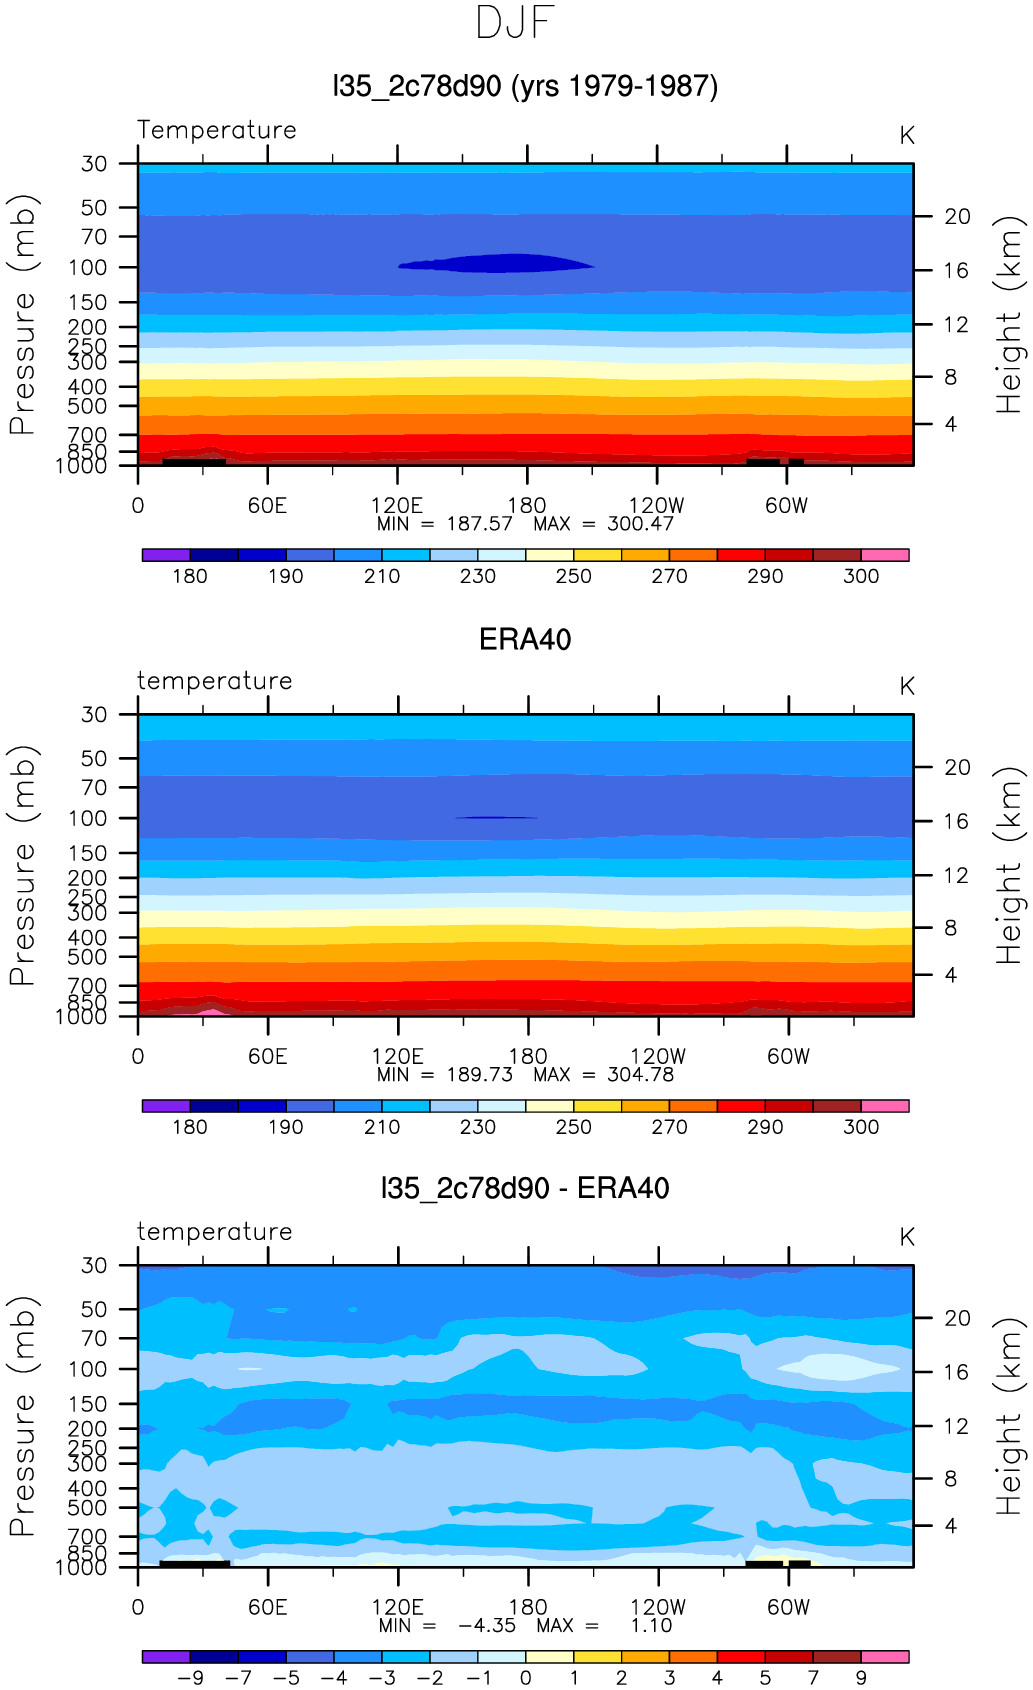 DJF
l35_2c78d90 (yrs 1979-1987)
Temperature K
30
50
70
100
150
200
250
300
400
500
700
850
1000
Pressure (mb)
20
16
12
8
4
Height (km)
0 60E 120E 180 120W 60W
MIN = 187.57 MAX = 300.47
180 190 210 230 250 270 290 300
ERA40
temperature K
30
50
70
100
150
200
250
300
400
500
700
850
1000
Pressure (mb)
20
16
12
8
4
Height (km)
0 60E 120E 180 120W 60W
MIN = 189.73 MAX = 304.78
180 190 210 230 250 270 290 300
l35_2c78d90 - ERA40
temperature K
30
50
70
100
150
200
250
300
400
500
700
850
1000
Pressure (mb)
20
16
12
8
4
Height (km)
0 60E 120E 180 120W 60W
MIN = -4.35 MAX = 1.10
-9 -7 -5 -4 -3 -2 -1 0 1 2 3 4 5 7 9